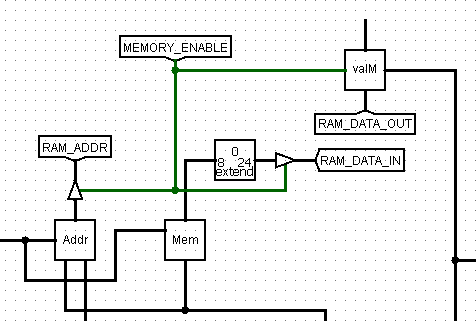 MEMORY_ENABLE
valM
RAM_DATA_OUT
RAM_ADDR
0
8 24
extend
RAM_DATA_IN
Addr
Mem